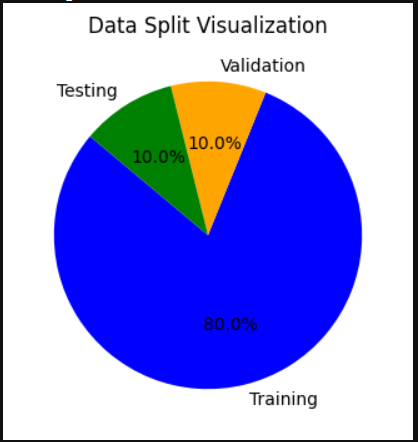 Data Split Visualization
Validation
Testing
10.0%
10.0%
80.0%
Training